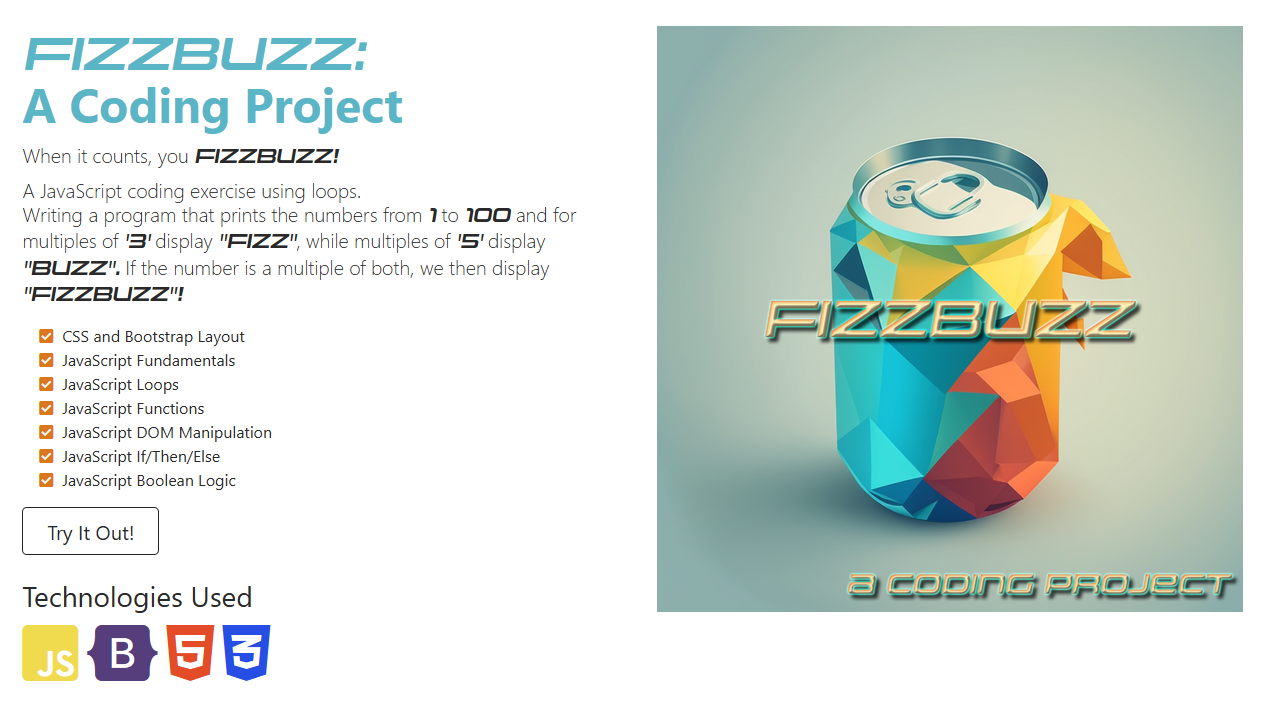 FIZZBUZZ:
A Coding Project
When it counts, you FIZZBUZZ!
A JavaScript coding exercise using loops.
Writing a program that prints the numbers from 1 to 100 and for
multiples of '3' display "FIZZ", while multiples of '5' display
"BUZZ". If the number is a multiple of both, we then display
"FIZZBUZZ"!
CSS and Bootstrap Layout
JavaScript Fundamentals
JavaScript Loops
JavaScript Functions
JavaScript DOM Manipulation
JavaScript If/Then/Else
JavaScript Boolean Logic
Try It Out!
Technologies Used
JS B 5 3
FIZZBUZZ
a CODING PROJECT